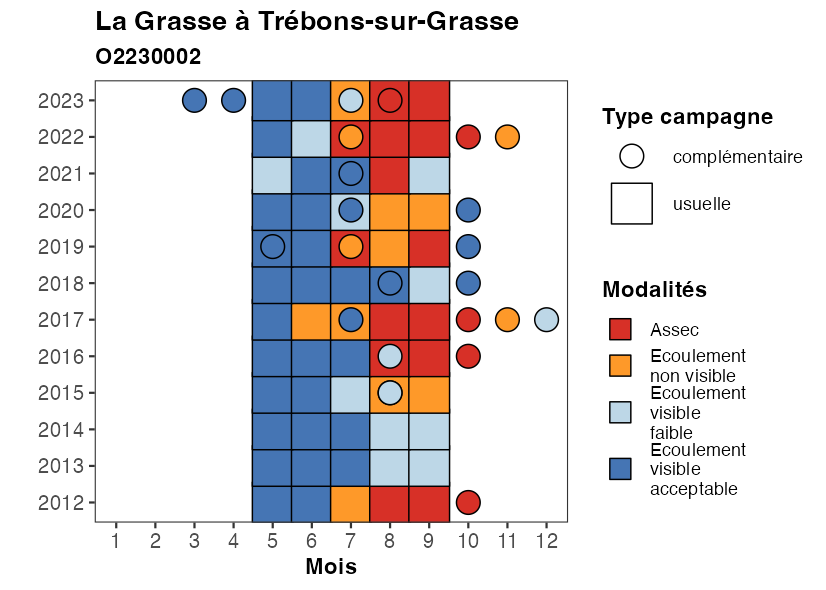 La Grasse à Trébons-sur-Grasse
O2230002
2023
2022
2021
2020
2019
2018
2017
2016
2015
2014
2013
2012
1 2 3 4 5 6 7 8 9 10 11 12
Mois
Type campagne
complémentaire
usuelle
Modalités
Assec
Ecoulement
non visible
Ecoulement
visible
faible
Ecoulement
visible
acceptable